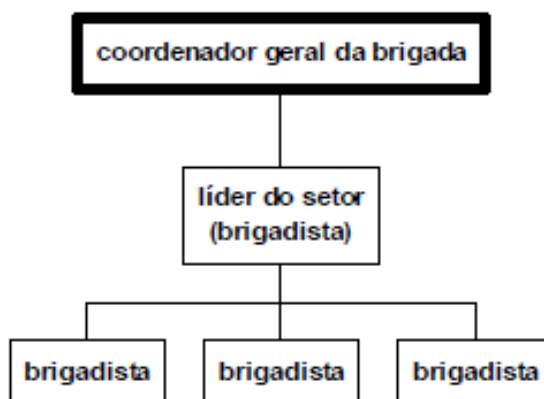 coordenador geral da brigada
líder do setor
(brigadista)
brigadista brigadista brigadista